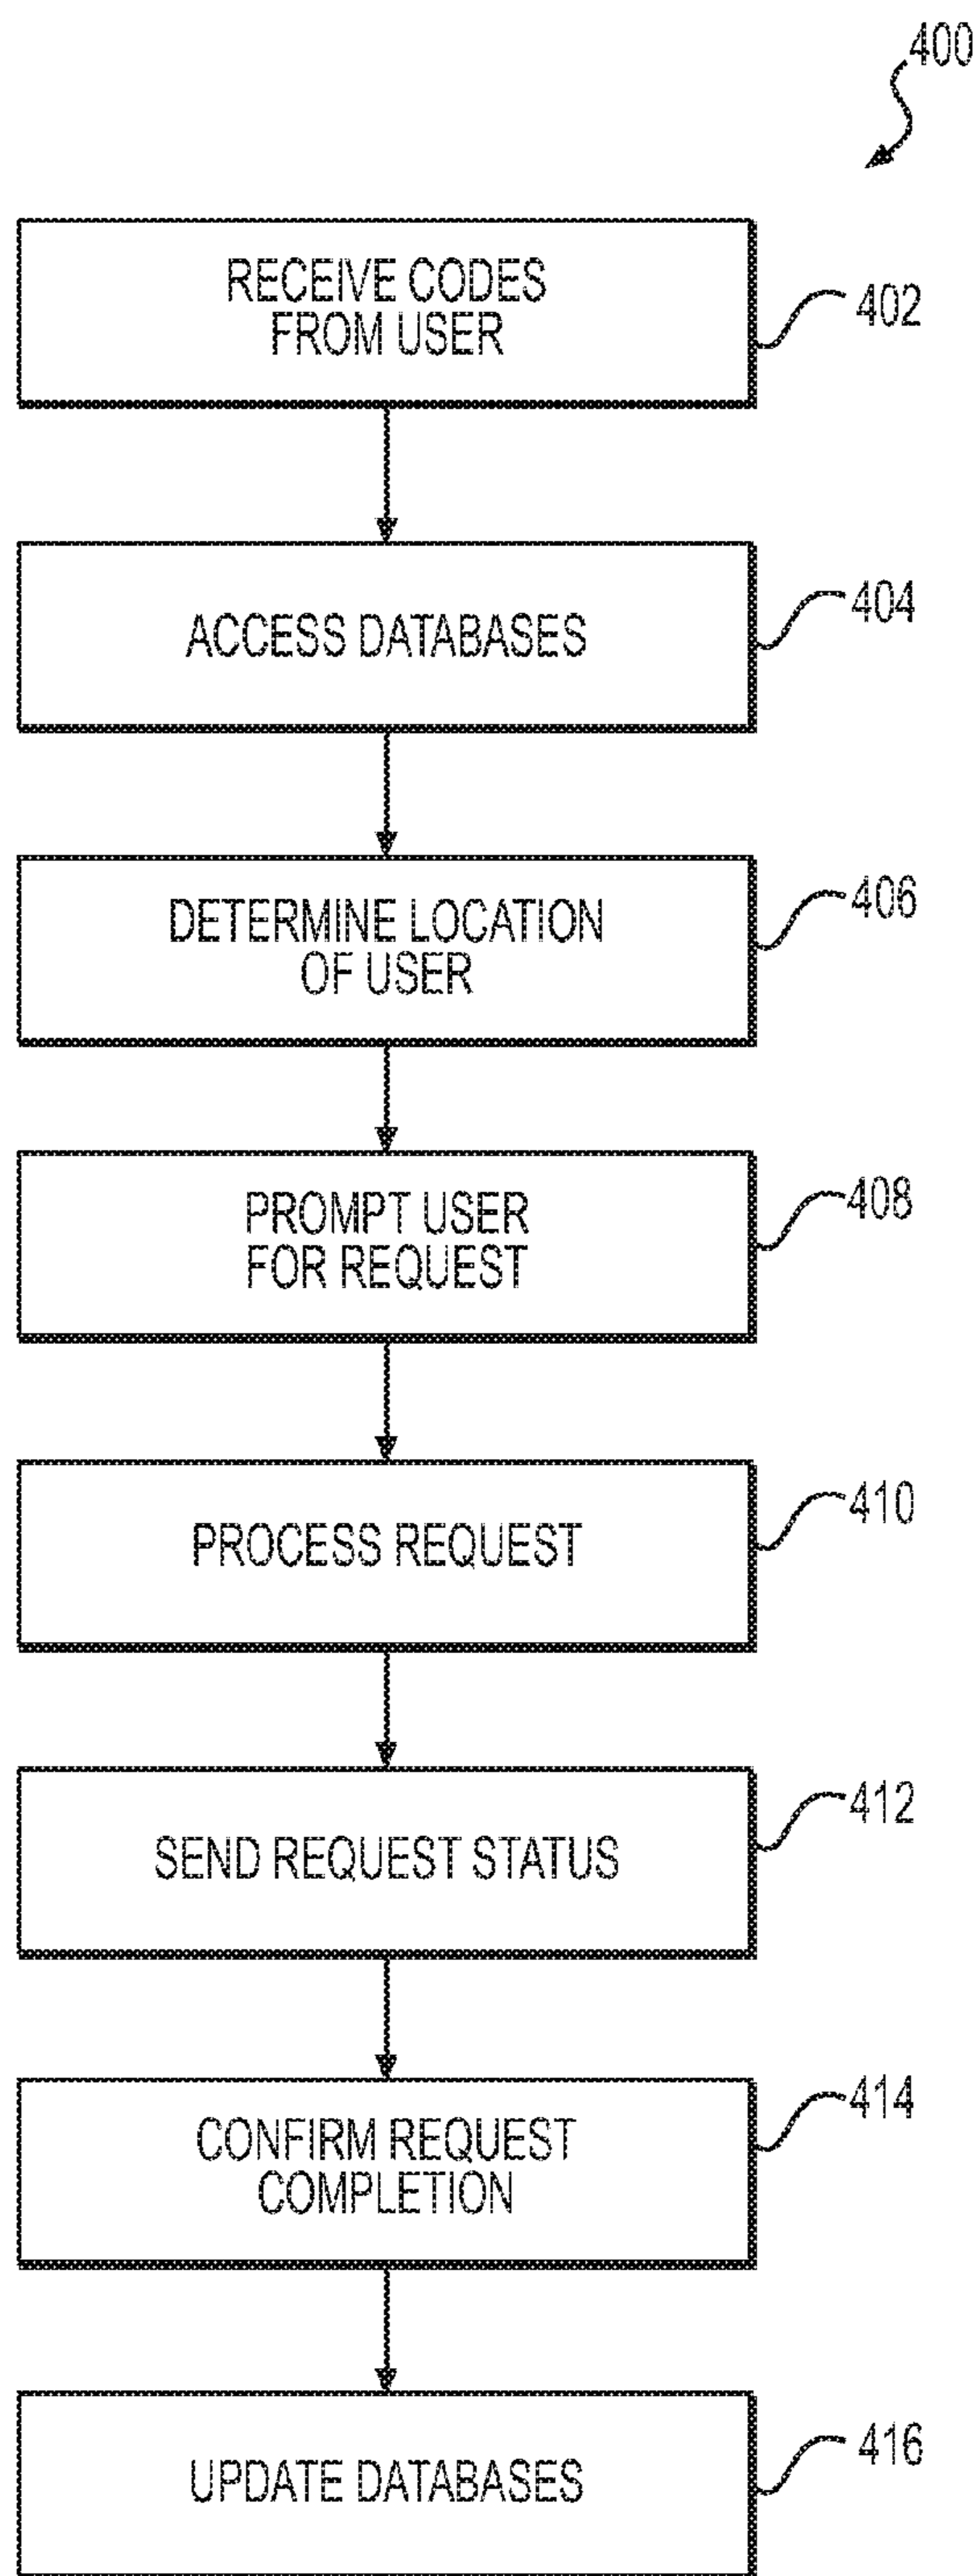 400
RECEIVE CODES
FROM USER
402
ACCESS DATABASES
404
DETERMINE LOCATION
OF USER
406
PROMPT USER
FOR REQUEST
408
PROCESS REQUEST
410
SEND REQUEST STATUS
412
CONFIRM REQUEST
COMPLETION
414
UPDATE DATABASES
416